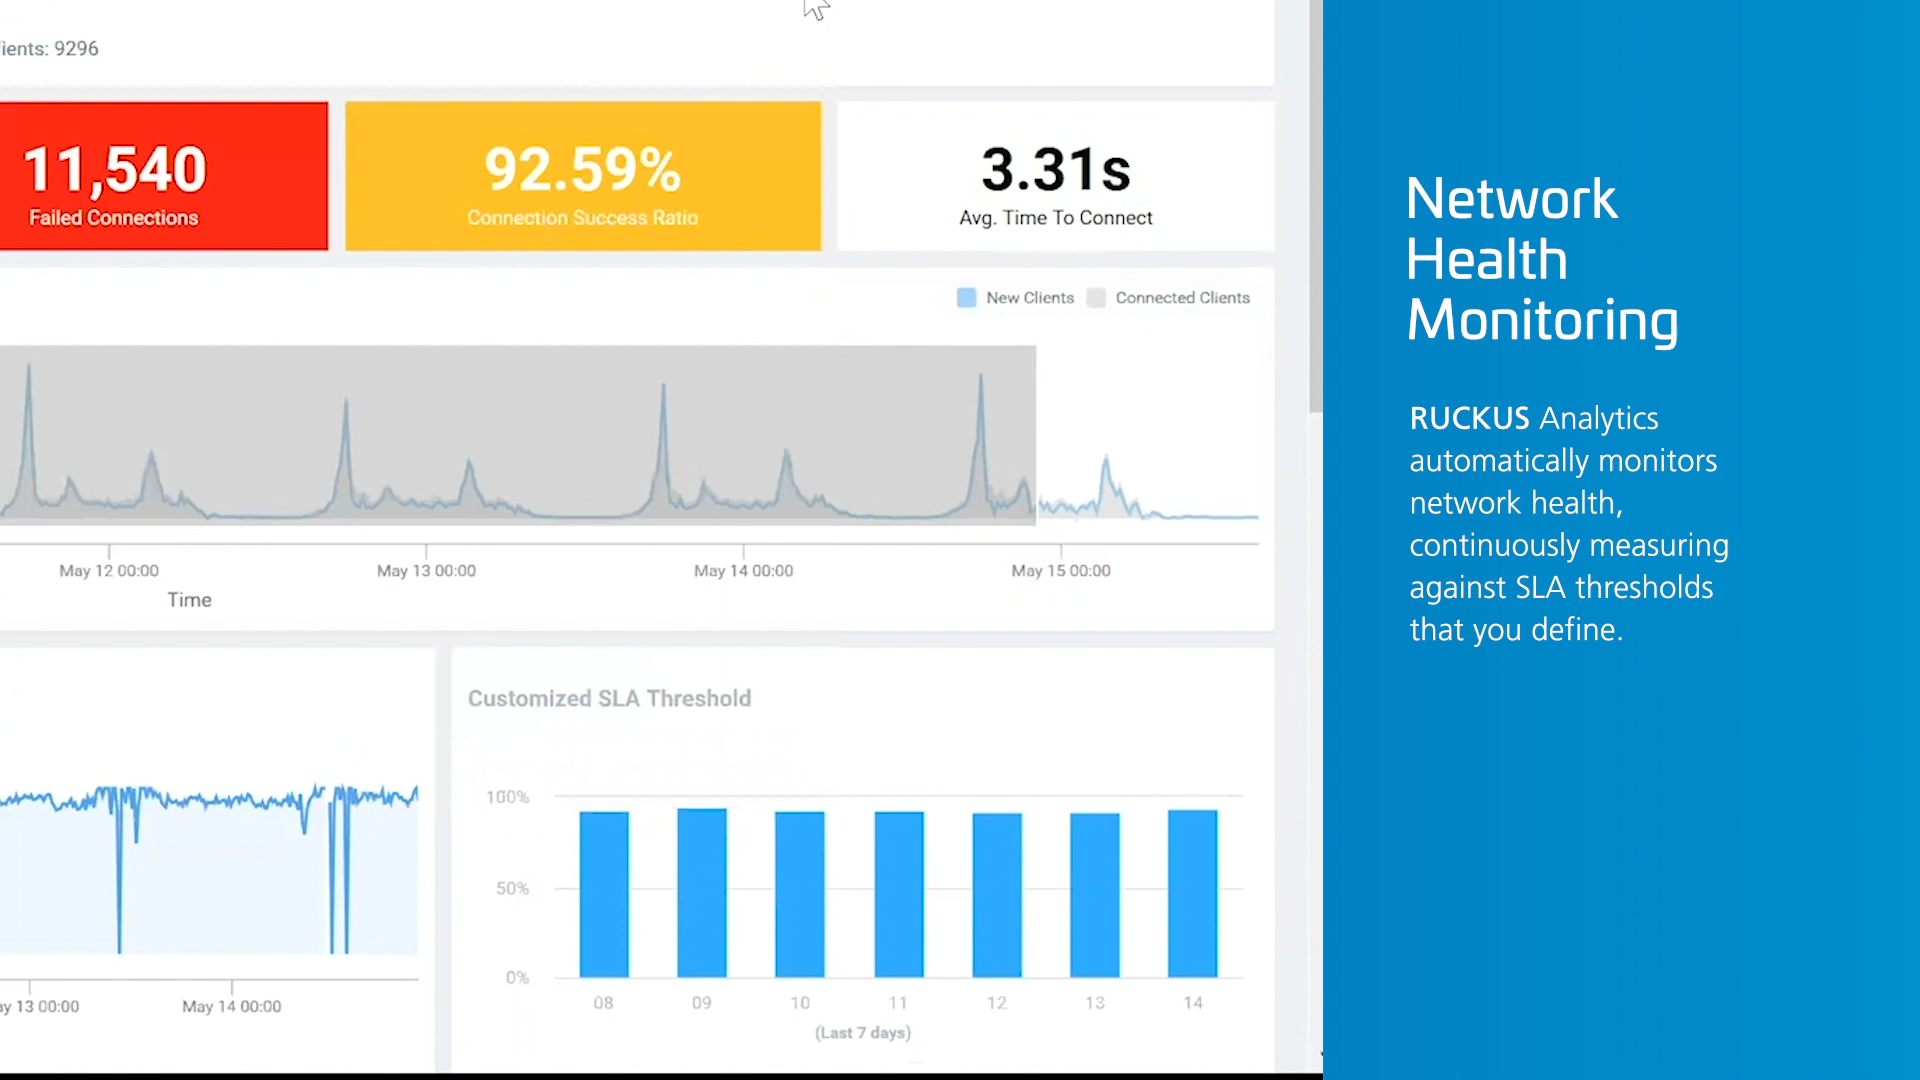 ients: 9296
11,540
Failed Connections
92.59%
Connection Success Ratio
3.31s
Avg. Time To Connect
New Clients
Connected Clients
May 12 00:00
May 13 00:00
May 14 00:00
May 15 00:00
Time
ay 13 00:00
May 14 00:00
Customized SLA Threshold
100%
50%
0%
08
09
10
11
12
13
14
(Last 7 days)
Network
Health
Monitoring
RUCKUS Analytics
automatically monitors
network health,
continuously measuring
against SLA thresholds
that you define.